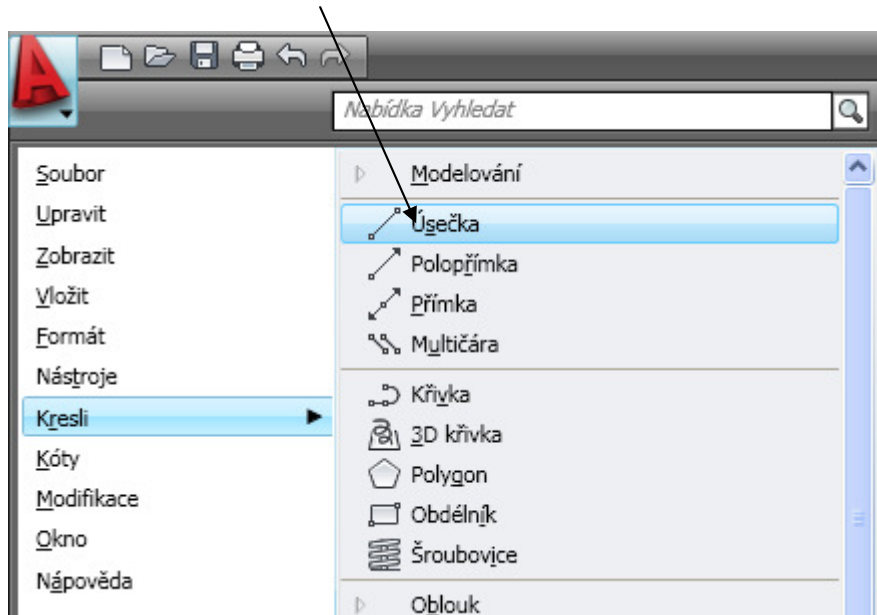 Nabídka Vyhledat
Soubor
Upravit
Zobrazit
Vložit
Formát
Nástroje
Kresli
Kóty
Modifikace
Okno
Nápověda
Modelování
Úsečka
Polopřímka
Přímka
Multičára
Křivka
3D křivka
Polygon
Obdélník
Šroubovice
Oblouk